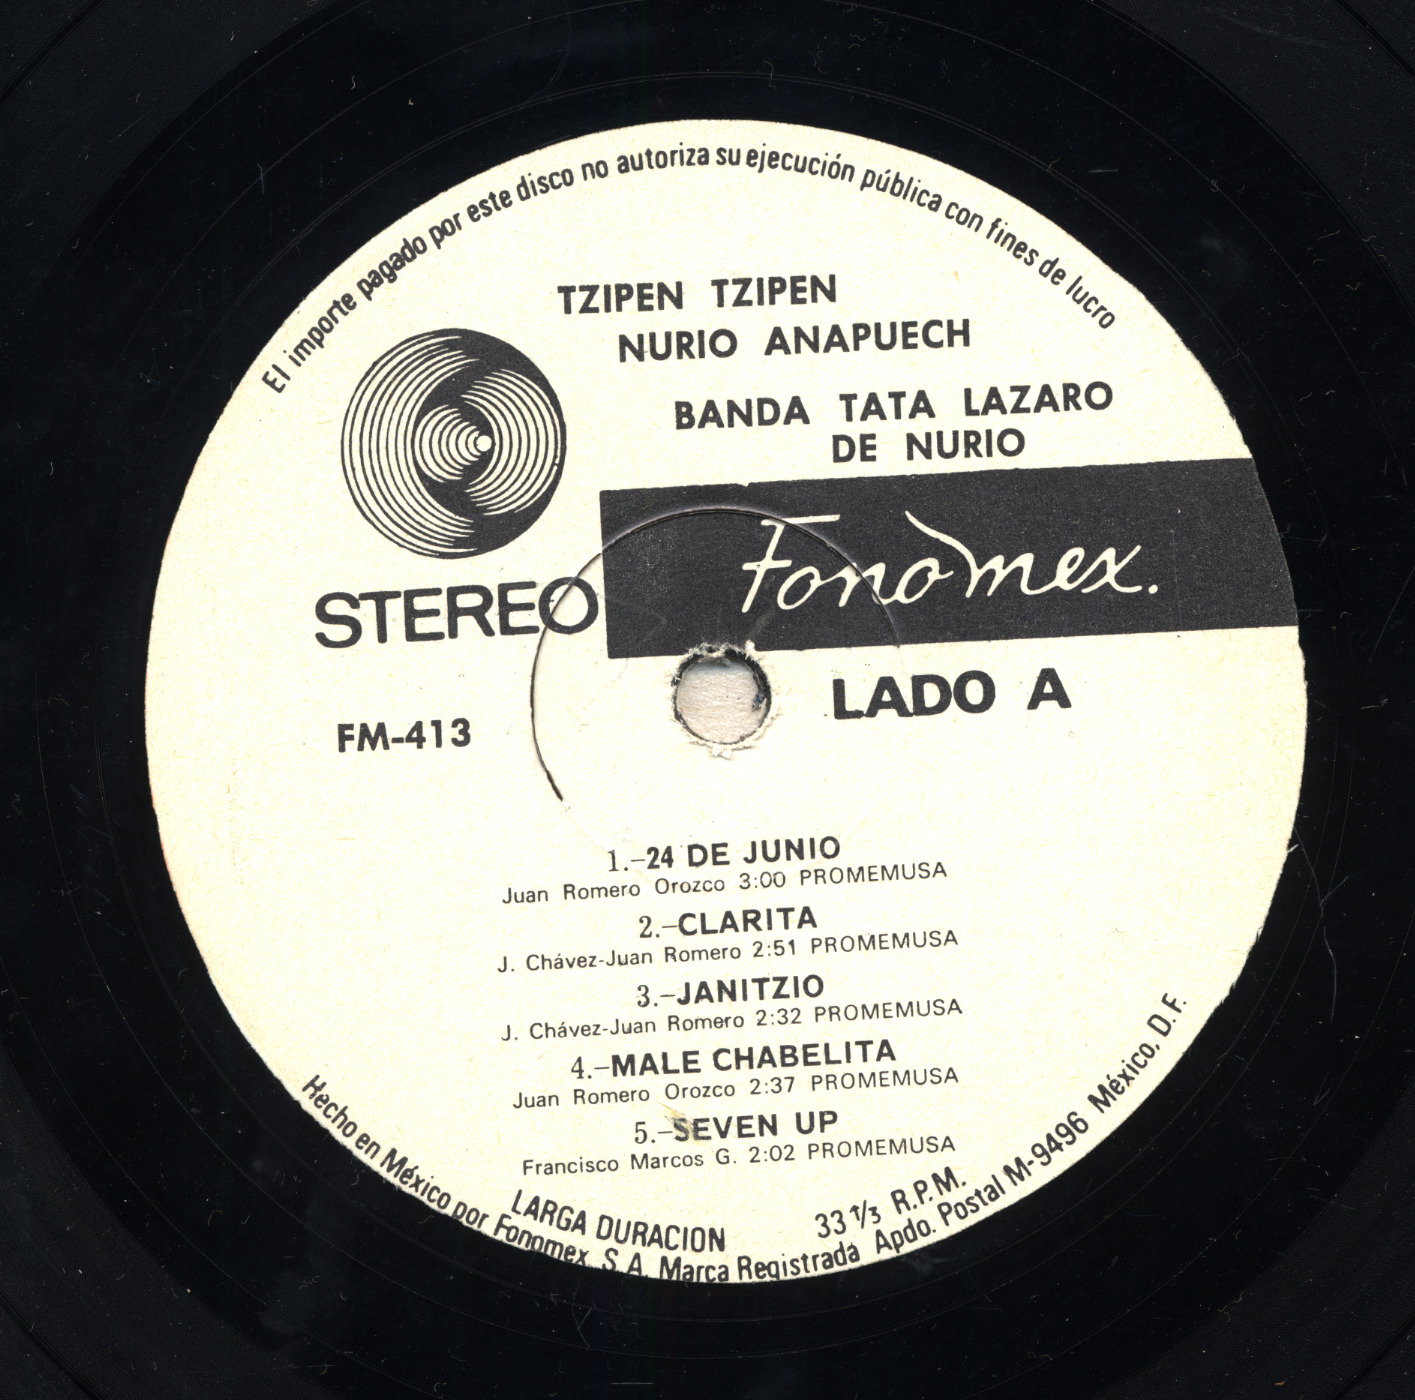 El importe pagado por este disco no autoriza su ejecución pública con fines de lucro
TZIPEN TZIPEN
NURIO ANAPUECH
BANDA TATA LAZARO
DE NURIO
Fonomex.
STEREO
LADO A
FM-413
1.-24 DE JUNIO
Juan Romero Orozco 3:00 PROMEMUSA
2.-CLARITA
J. Chávez-Juan Romero 2:51 PROMEMUSA
3.-JANITZIO
J. Chávez-Juan Romero 2:32 PROMEMUSA
4.-MALE CHABELITA
Juan Romero Orozco 2:37 PROMEMUSA
5.-SEVEN UP
Francisco Marcos G. 2:02 PROMEMUSA
LARGA DURACION 33 1/3 R.P.M.
Hecho en México por Fonomex, S.A. Marca Registrada Apdo. Postal M-9496 México, D.F.